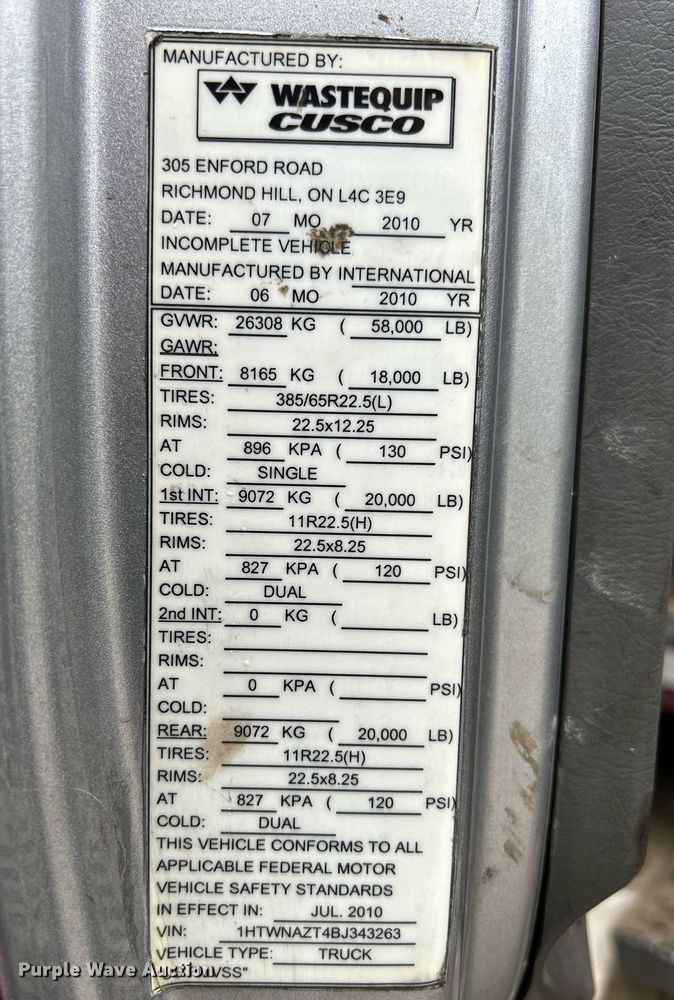 MANUFACTURED BY:
WASTEQUIP
CUSCO
305 ENFORD ROAD
RICHMOND HILL, ON L4C 3E9
DATE: 07 MO 2010 YR
INCOMPLETE VEHICLE
MANUFACTURED BY INTERNATIONAL
DATE: 06 MO 2010 YR
GVWR: 26308 KG ( 58,000 LB)
GAWR:
FRONT: 8165 KG ( 18,000 LB)
TIRES: 385/65R22.5(L)
RIMS: 22.5x12.25
AT 896 KPA ( 130 PSI)
COLD: SINGLE
1st INT: 9072 KG ( 20,000 LB)
TIRES: 11R22.5(H)
RIMS: 22.5x8.25
AT 827 KPA ( 120 PSI)
COLD: DUAL
2nd INT: 0 KG ( LB)
TIRES:
RIMS:
AT 0 KPA ( PSI)
COLD:
REAR: 9072 KG ( 20,000 LB)
TIRES: 11R22.5(H)
RIMS: 22.5x8.25
AT 827 KPA ( 120 PSI)
COLD: DUAL
THIS VEHICLE CONFORMS TO ALL
APPLICABLE FEDERAL MOTOR
VEHICLE SAFETY STANDARDS
IN EFFECT IN: JUL. 2010
VIN: 1HTWNAZT4BJ343263
VEHICLE TYPE: TRUCK
Purple Wave Auction